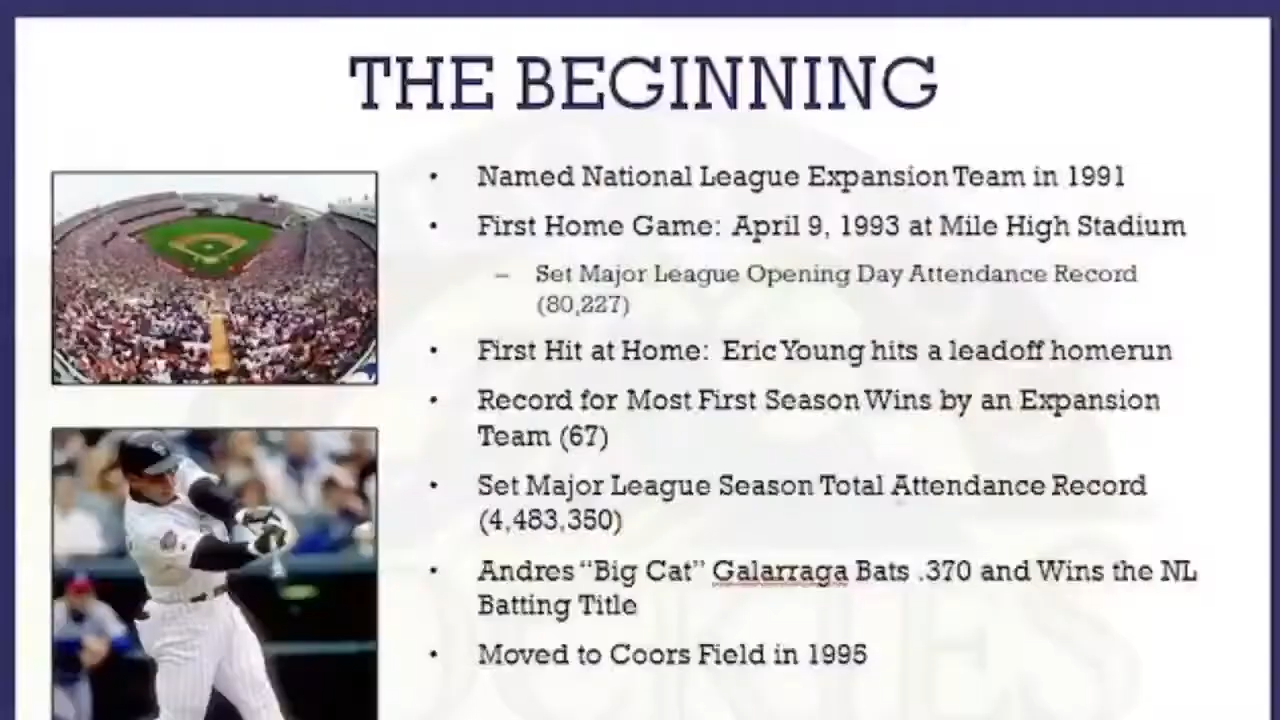 THE BEGINNING
• Named National League Expansion Team in 1991
• First Home Game: April 9, 1993 at Mile High Stadium
– Set Major League Opening Day Attendance Record
(80,227)
• First Hit at Home: Eric Young hits a leadoff homerun
• Record for Most First Season Wins by an Expansion
Team (67)
• Set Major League Season Total Attendance Record
(4,483,350)
• Andres “Big Cat” Galarraga Bats .370 and Wins the NL
Batting Title
• Moved to Coors Field in 1995